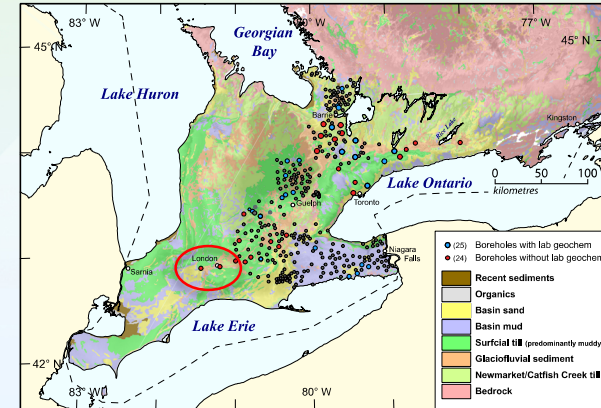 83° W
80° W
77° W
45° N
45° N
Georgian
Bay
Lake Huron
Barrie
Rice Lake
Kingston
Lake Ontario
0 50 100
kilometres
Guelph
Toronto
London
Sarnia
Niagara
Falls
Lake Erie
42° N
83° W
80° W
(25) Boreholes with lab geochem
(24) Boreholes without lab geochem
Recent sediments
Organics
Basin sand
Basin mud
Surfcial till (predominantly muddy)
Glaciofluvial sediment
Newmarket/Catfish Creek till
Bedrock